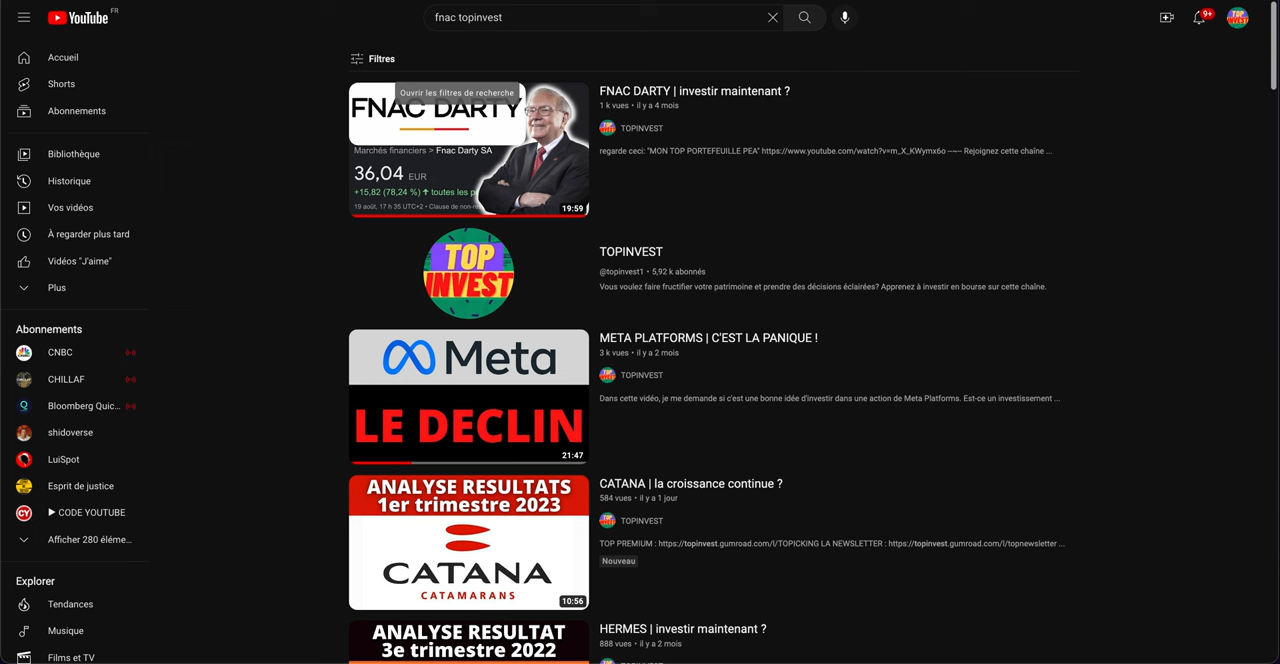 YouTube
FR
fnac topinvest
9+
TOP INVEST
Accueil
Shorts
Abonnements
Bibliothèque
Historique
Vos vidéos
À regarder plus tard
Vidéos "J'aime"
Plus
Abonnements
CNBC
CHILLAF
Bloomberg Quic...
shidoverse
LuiSpot
Esprit de justice
CY
▶ CODE YOUTUBE
Afficher 280 éléme...
Explorer
Tendances
Musique
Films et TV
Filtres
Ouvrir les filtres de recherche
FNAC DARTY
Marchés financiers > Fnac Darty SA
36,04 EUR
+15,82 (78,24 %) ↑ toutes les p
19 août, 17 h 35 UTC+2 • Clause de non-r
19:59
FNAC DARTY | investir maintenant ?
1 k vues • il y a 4 mois
TOPINVEST
regarde ceci: "MON TOP PORTEFEUILLE PEA" https://www.youtube.com/watch?v=m_X_KWymx6o ---- Rejoignez cette chaîne ...
TOP
INVEST
TOPINVEST
@topinvest1 • 5,92 k abonnés
Vous voulez faire fructifier votre patrimoine et prendre des décisions éclairées? Apprenez à investir en bourse sur cette chaîne.
Meta
LE DECLIN
21:47
META PLATFORMS | C'EST LA PANIQUE !
3 k vues • il y a 2 mois
TOPINVEST
Dans cette vidéo, je me demande si c'est une bonne idée d'investir dans une action de Meta Platforms. Est-ce un investissement ...
ANALYSE RESULTATS
1er trimestre 2023
CATANA
CATAMARANS
10:56
CATANA | la croissance continue ?
584 vues • il y a 1 jour
TOPINVEST
TOP PREMIUM : https://topinvest.gumroad.com/l/TOPICKING LA NEWSLETTER : https://topinvest.gumroad.com/l/topnewsletter ...
Nouveau
ANALYSE RESULTAT
3e trimestre 2022
HERMES | investir maintenant ?
888 vues • il y a 2 mois